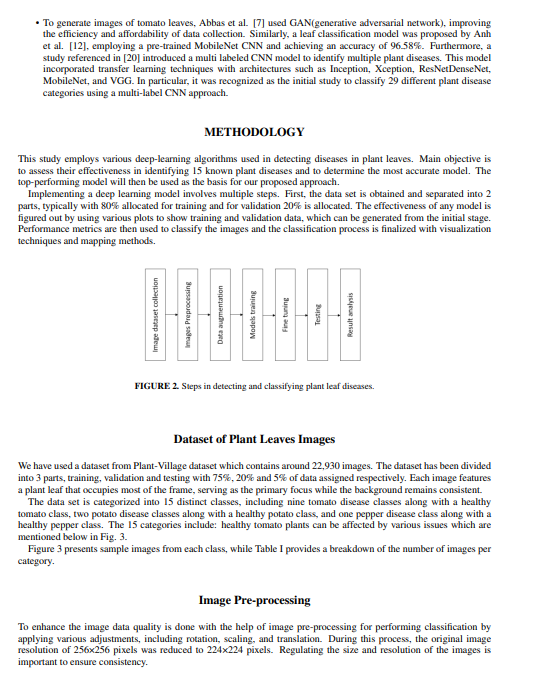 • To generate images of tomato leaves, Abbas et al. [7] used GAN(generative adversarial network), improving
the efficiency and affordability of data collection. Similarly, a leaf classification model was proposed by Anh
et al. [12], employing a pre-trained MobileNet CNN and achieving an accuracy of 96.58%. Furthermore, a
study referenced in [20] introduced a multi labeled CNN model to identify multiple plant diseases. This model
incorporated transfer learning techniques with architectures such as Inception, Xception, ResNetDenseNet,
MobileNet, and VGG. In particular, it was recognized as the initial study to classify 29 different plant disease
categories using a multi-label CNN approach.
METHODOLOGY
This study employs various deep-learning algorithms used in detecting diseases in plant leaves. Main objective is
to assess their effectiveness in identifying 15 known plant diseases and to determine the most accurate model. The
top-performing model will then be used as the basis for our proposed approach.
Implementing a deep learning model involves multiple steps. First, the data set is obtained and separated into 2
parts, typically with 80% allocated for training and for validation 20% is allocated. The effectiveness of any model is
figured out by using various plots to show training and validation data, which can be generated from the initial stage.
Performance metrics are then used to classify the images and the classification process is finalized with visualization
techniques and mapping methods.
Image dataset collection
Images Preprocessing
Data augmentation
Models training
Fine tuning
Testing
Result analysis
FIGURE 2. Steps in detecting and classifying plant leaf diseases.
Dataset of Plant Leaves Images
We have used a dataset from Plant-Village dataset which contains around 22,930 images. The dataset has been divided
into 3 parts, training, validation and testing with 75%, 20% and 5% of data assigned respectively. Each image features
a plant leaf that occupies most of the frame, serving as the primary focus while the background remains consistent.
The data set is categorized into 15 distinct classes, including nine tomato disease classes along with a healthy
tomato class, two potato disease classes along with a healthy potato class, and one pepper disease class along with a
healthy pepper class. The 15 categories include: healthy tomato plants can be affected by various issues which are
mentioned below in Fig. 3.
Figure 3 presents sample images from each class, while Table I provides a breakdown of the number of images per
category.
Image Pre-processing
To enhance the image data quality is done with the help of image pre-processing for performing classification by
applying various adjustments, including rotation, scaling, and translation. During this process, the original image
resolution of 256x256 pixels was reduced to 224x224 pixels. Regulating the size and resolution of the images is
important to ensure consistency.